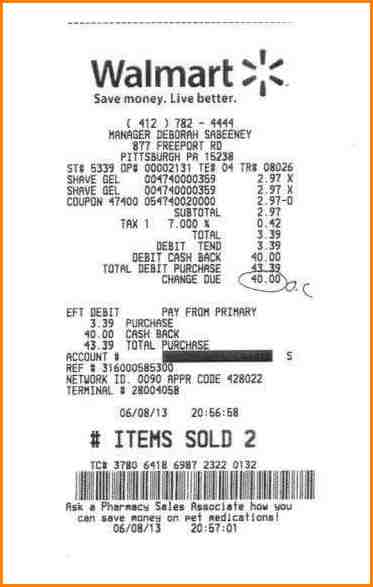 Walmart
Save money. Live better.
( 412 ) 782 - 4444
MANAGER DEBORAH SABEENEY
877 FREEPORT RD
PITTSBURGH PA 15238
ST# 5339 OP# 00002131 TE# 04 TR# 08026
SHAVE GEL 004740000359 2.97 X
SHAVE GEL 004740000359 2.97 X
COUPON 47400 054740020000 2.97-O
SUBTOTAL 2.97
TAX 1 7.000 % 0.42
TOTAL 3.39
DEBIT TEND 3.39
DEBIT CASH BACK 40.00
TOTAL DEBIT PURCHASE 43.39
CHANGE DUE 40.00
EFT DEBIT PAY FROM PRIMARY
3.39 PURCHASE
40.00 CASH BACK
43.39 TOTAL PURCHASE
ACCOUNT # S
REF # 316000585300
NETWORK ID. 0090 APPR CODE 428022
TERMINAL # 28004058
06/08/13 20:56:58
# ITEMS SOLD 2
TC# 3780 6418 6987 2322 0132
Ask a Pharmacy Sales Associate how you
can save money on pet medications!
06/08/13 20:57:01